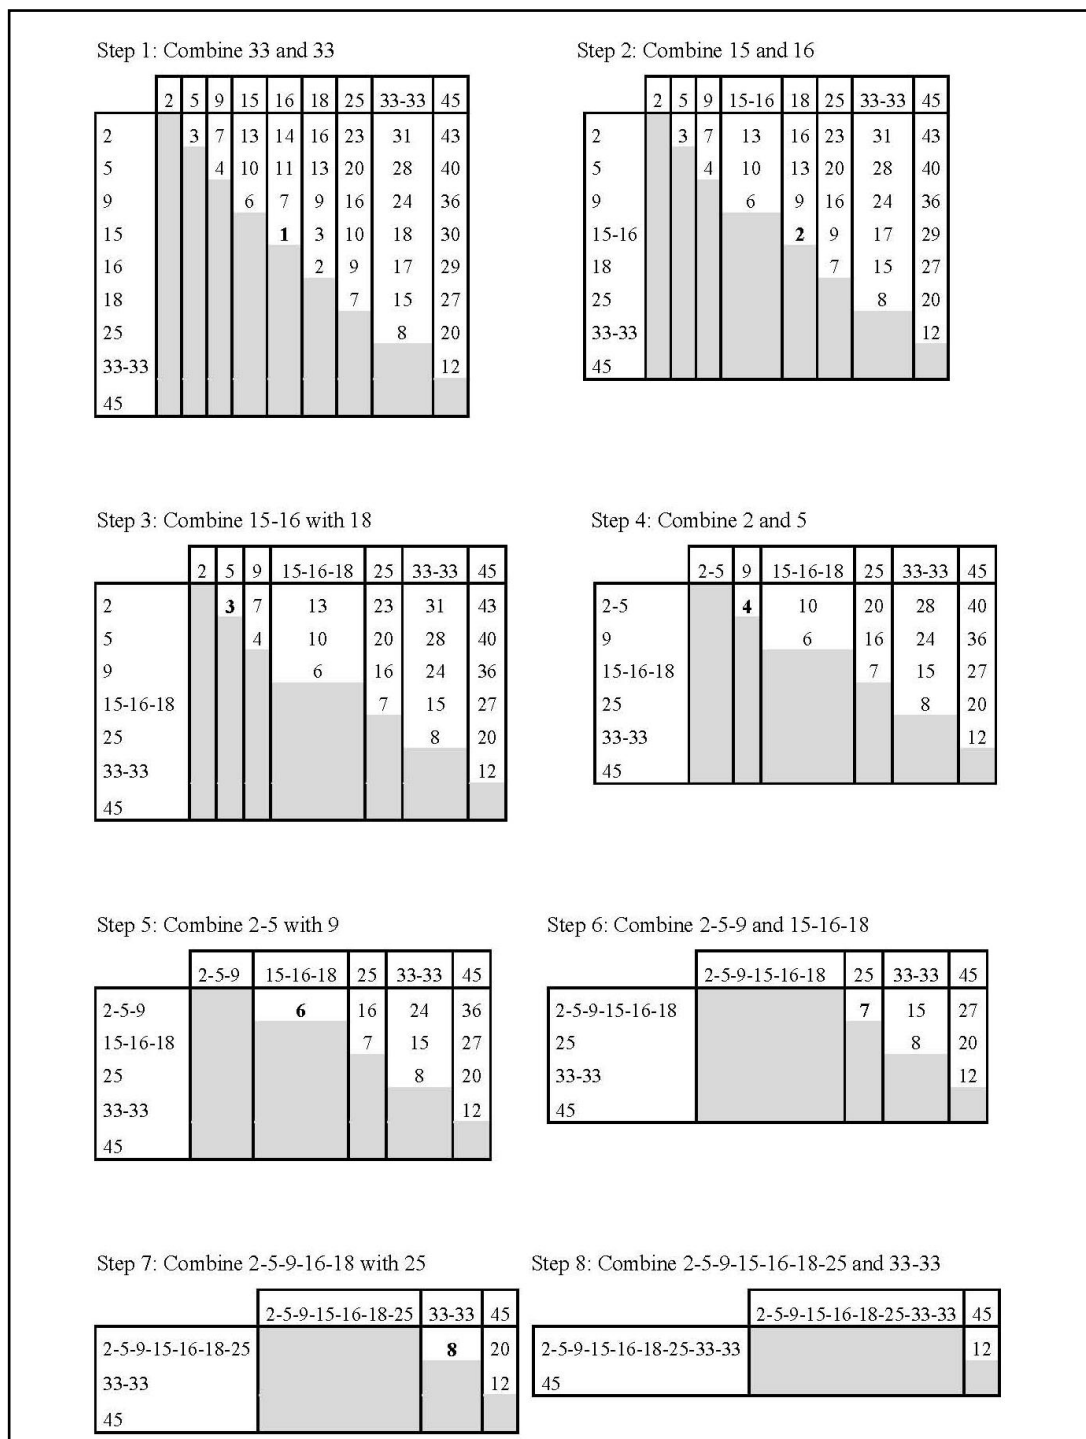 Step 1: Combine 33 and 33
2 5 9 15 16 18 25 33-33 45
2 3 7 13 14 16 23 31 43
5 4 10 11 13 20 28 40
9 6 7 9 16 24 36
15 1 3 10 18 30
16 2 9 17 29
18 7 15 27
25 8 20
33-33 12
45
Step 2: Combine 15 and 16
2 5 9 15-16 18 25 33-33 45
2 3 7 13 16 23 31 43
5 4 10 13 20 28 40
9 6 9 16 24 36
15-16 2 9 17 29
18 7 15 27
25 8 20
33-33 12
45
Step 3: Combine 15-16 with 18
2 5 9 15-16-18 25 33-33 45
2 3 7 13 23 31 43
5 4 10 20 28 40
9 6 16 24 36
15-16-18 7 15 27
25 8 20
33-33 12
45
Step 4: Combine 2 and 5
2-5 9 15-16-18 25 33-33 45
2-5 4 10 20 28 40
9 6 16 24 36
15-16-18 7 15 27
25 8 20
33-33 12
45
Step 5: Combine 2-5 with 9
2-5-9 15-16-18 25 33-33 45
2-5-9 6 16 24 36
15-16-18 7 15 27
25 8 20
33-33 12
45
Step 6: Combine 2-5-9 and 15-16-18
2-5-9-15-16-18 25 33-33 45
2-5-9-15-16-18 7 15 27
25 8 20
33-33 12
45
Step 7: Combine 2-5-9-16-18 with 25
2-5-9-15-16-18-25 33-33 45
2-5-9-15-16-18-25 8 20
33-33 12
45
Step 8: Combine 2-5-9-15-16-18-25 and 33-33
2-5-9-15-16-18-25-33-33 45
2-5-9-15-16-18-25-33-33 12
45